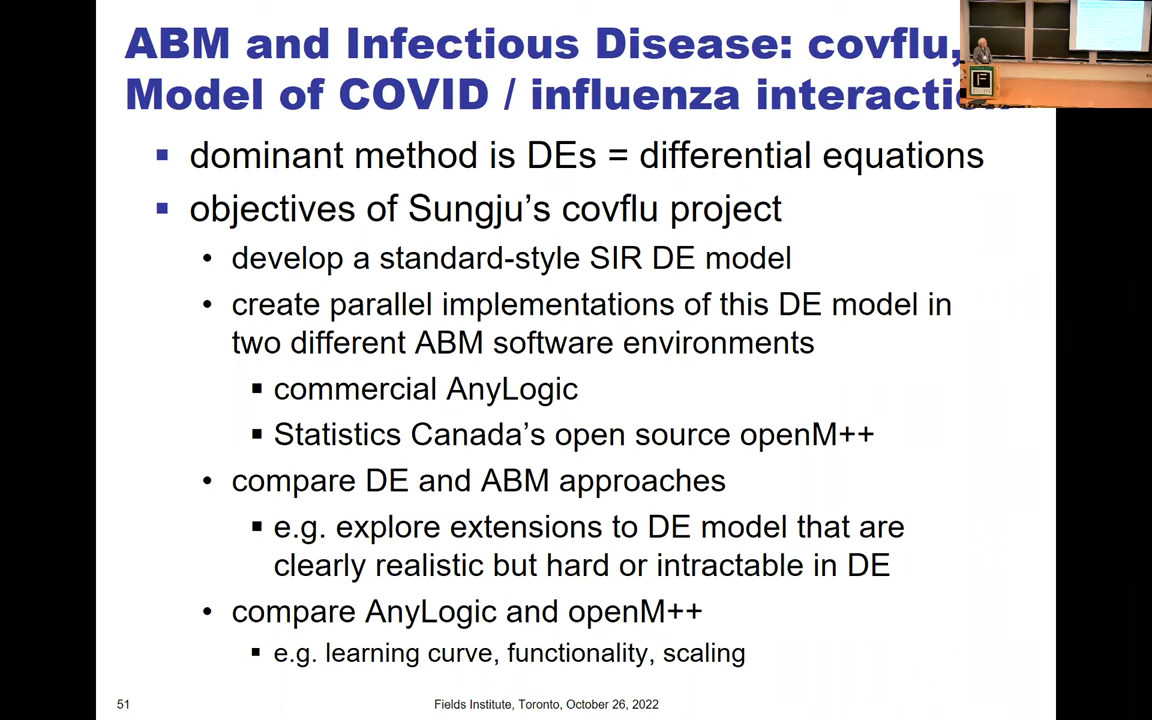 ABM and Infectious Disease: covflu,
Model of COVID / influenza
▪ dominant method is DEs = differential equations
▪ objectives of Sungju's covflu project
• develop a standard-style SIR DE model
• create parallel implementations of this DE model in
two different ABM software environments
▪ commercial AnyLogic
▪ Statistics Canada's open source openM++
• compare DE and ABM approaches
▪ e.g. explore extensions to DE model that are
clearly realistic but hard or intractable in DE
• compare AnyLogic and openM++
▪ e.g. learning curve, functionality, scaling
51
Fields Institute, Toronto, October 26, 2022